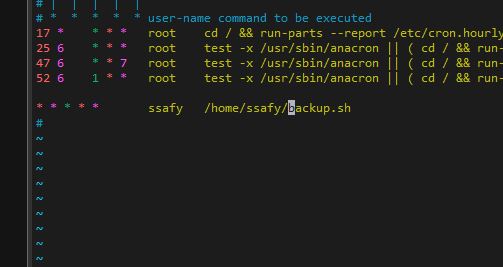 # | | | | |
# * * * * * user-name command to be executed
17 * * * * root cd / && run-parts --report /etc/cron.hourly
25 6 * * * root test -x /usr/sbin/anacron || ( cd / && run-
47 6 * * 7 root test -x /usr/sbin/anacron || ( cd / && run-
52 6 1 * * root test -x /usr/sbin/anacron || ( cd / && run-
* * * * * ssafy /home/ssafy/backup.sh
#
~
~
~
~
~
~
~
~